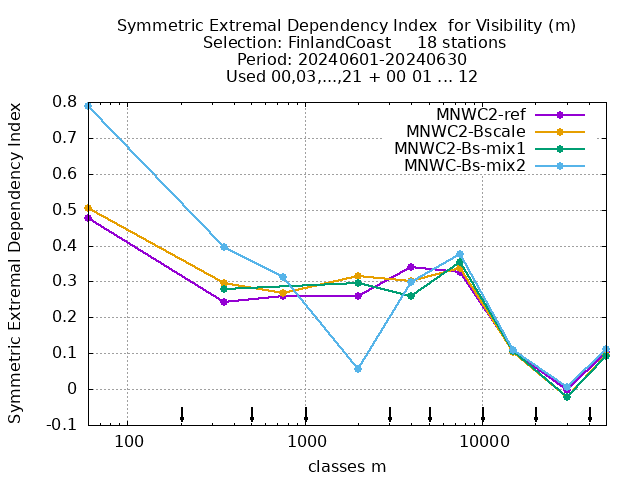 Symmetric Extremal Dependency Index  for Visibility (m)
Selection: FinlandCoast     18 stations
Period: 20240601-20240630
Used 00,03,...,21 + 00 01 ... 12
Symmetric Extremal Dependency Index
0.8
0.7
0.6
0.5
0.4
0.3
0.2
0.1
0
-0.1
MNWC2-ref
MNWC2-Bscale
MNWC2-Bs-mix1
MNWC-Bs-mix2
100
1000
10000
classes m